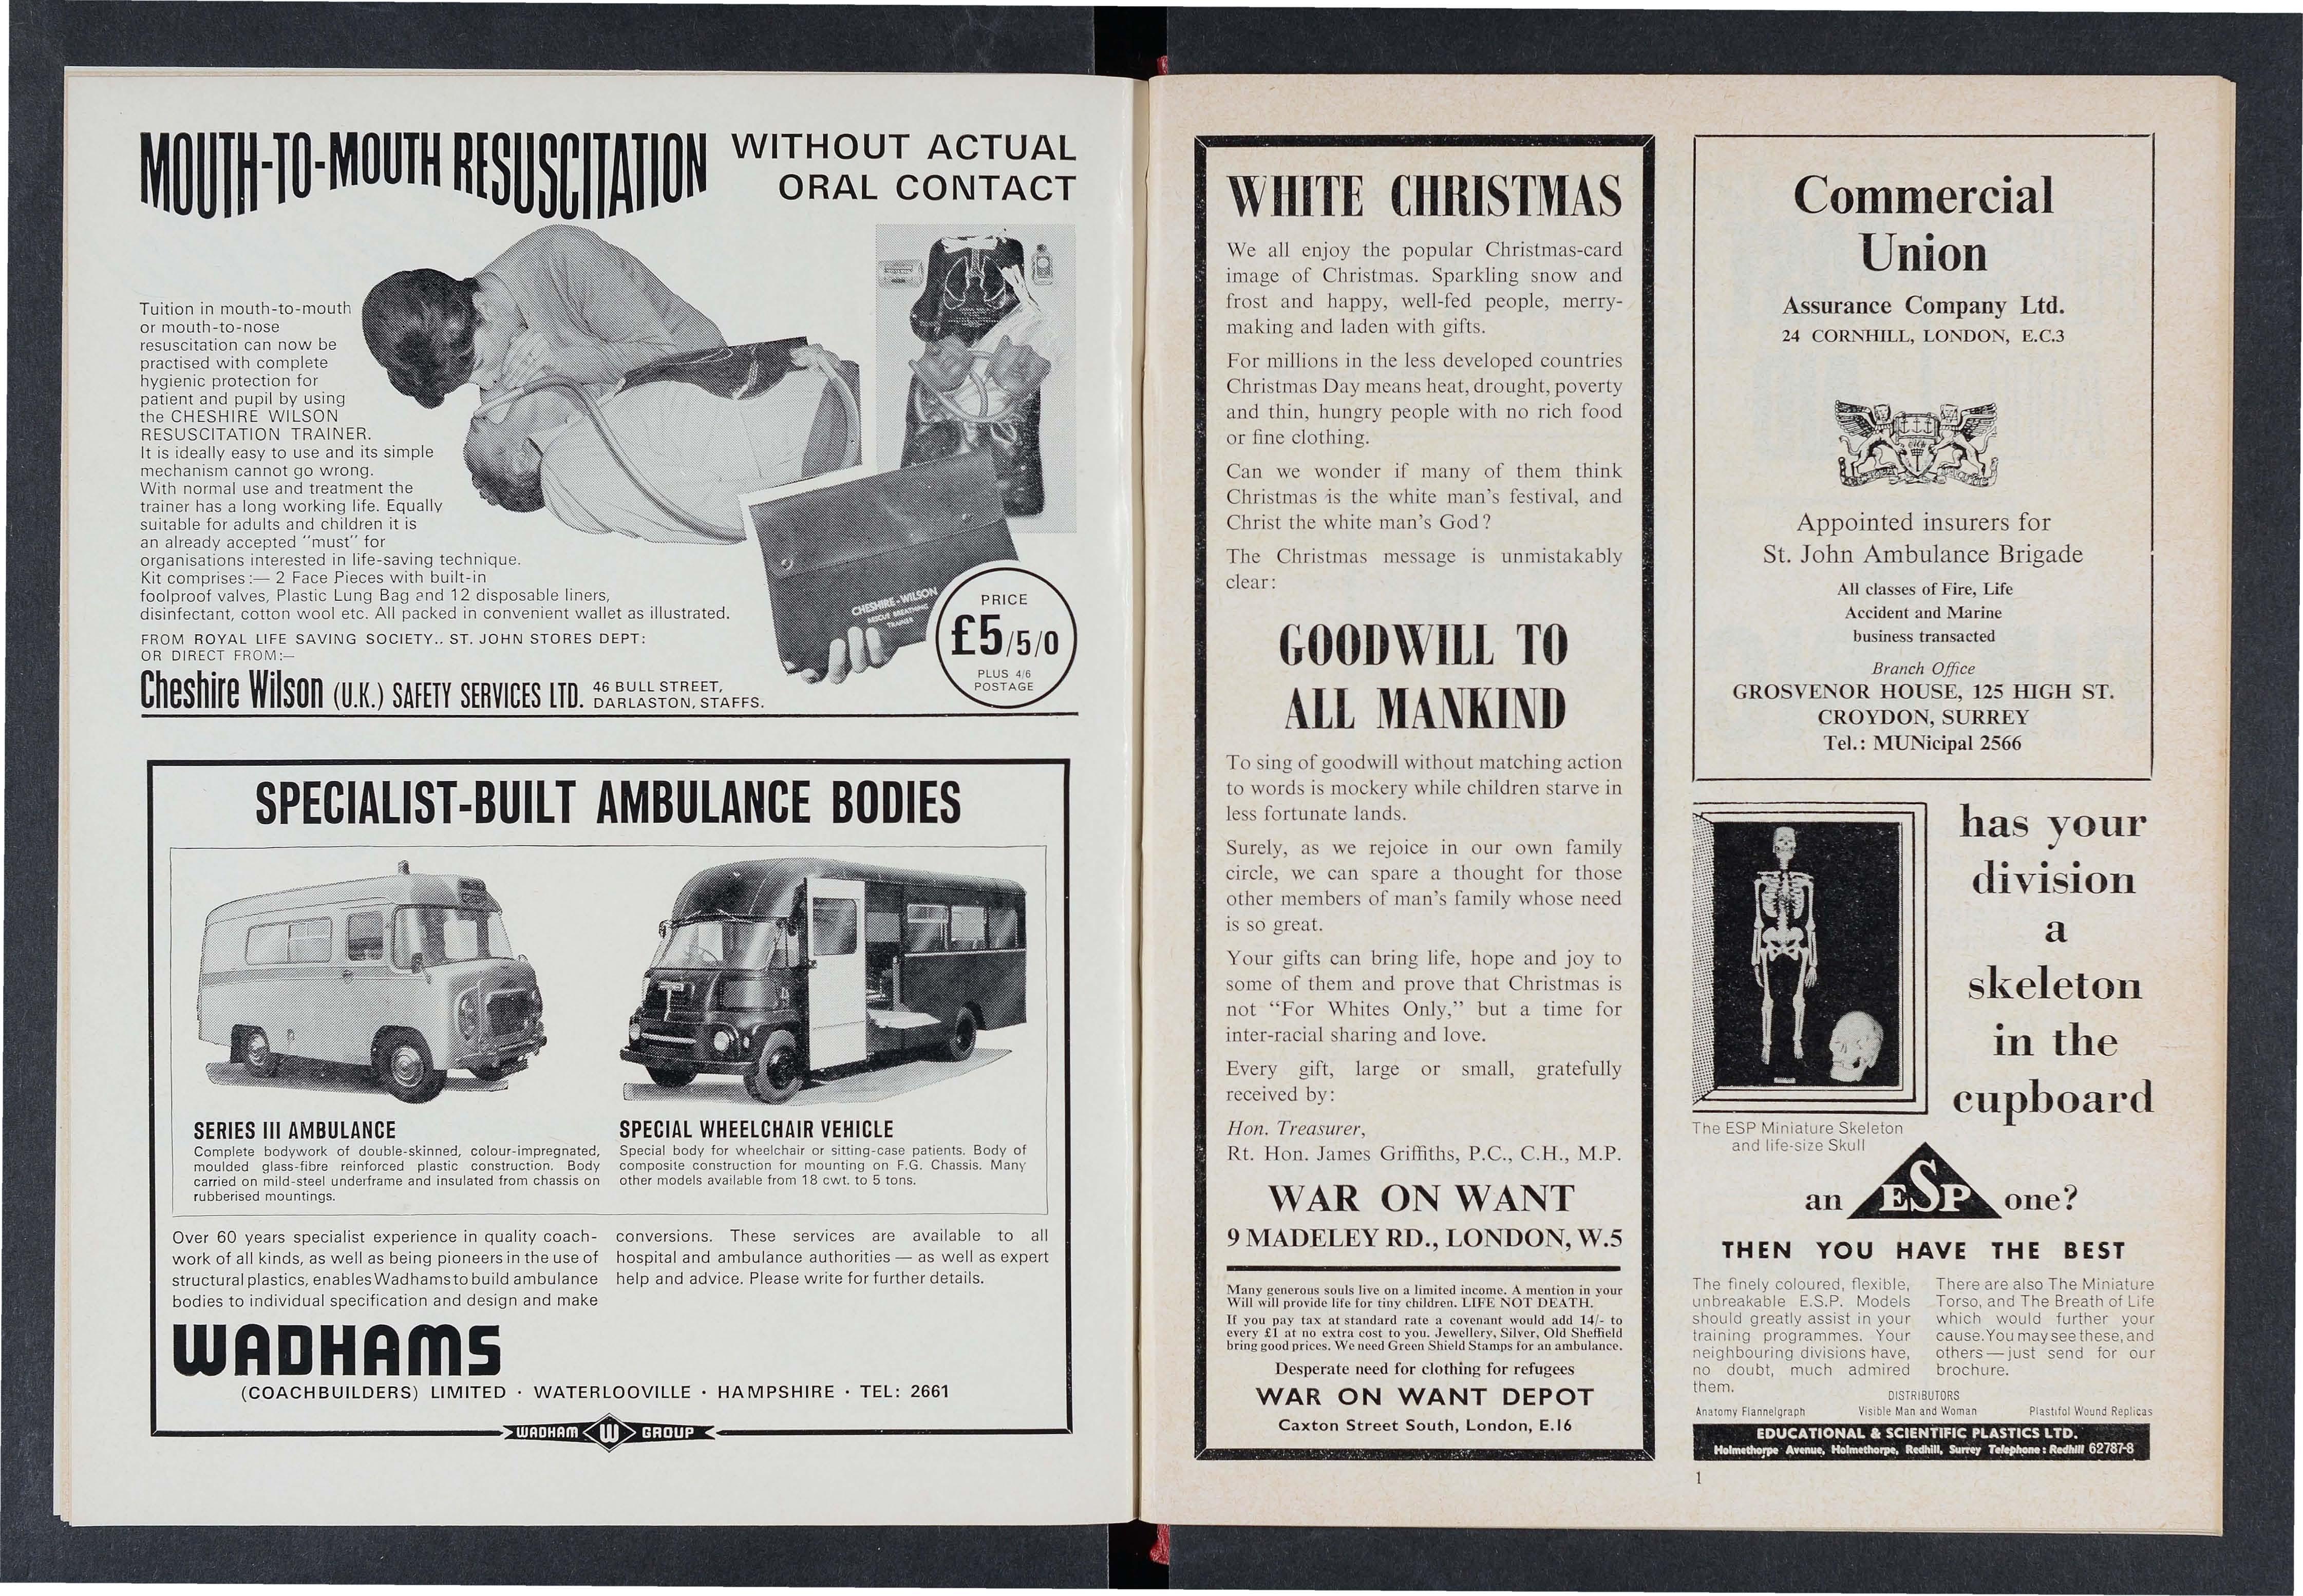 MOUTH-TO-MOUTH RESUSCITATION
WITHOUT ACTUAL
ORAL CONTACT
Tuition in mouth-to-mouth
or mouth-to-nose
resuscitation can now be
practised with complete
hygienic protection for
patient and pupil by using
the CHESHIRE WILSON
RESUSCITATION TRAINER.
It is ideally easy to use and its simple
mechanism cannot go wrong.
With normal use and treatment the
trainer has a long working life. Equally
suitable for adults and children it is
an already accepted "must" for
organisations interested in life-saving technique.
Kit comprises:— 2 Face Pieces with built-in
foolproof valves, Plastic Lung Bag and 12 disposable liners,
disinfectant, cotton wool etc. All packed in convenient wallet as illustrated.
FROM ROYAL LIFE SAVING SOCIETY.. ST. JOHN STORES DEPT:
OR DIRECT FROM:—
Cheshire Wilson (U.K.) SAFETY SERVICES LTD.
46 BULL STREET,
DARLASTON, STAFFS.
CHESHIRE-WILSON
RESCUE BREATHING
TRAINER
PRICE
£5/5/0
PLUS 4/6
POSTAGE
SPECIALIST-BUILT AMBULANCE BODIES
SERIES III AMBULANCE
Complete bodywork of double-skinned, colour-impregnated,
moulded glass-fibre reinforced plastic construction. Body
carried on mild-steel underframe and insulated from chassis on
rubberised mountings.
SPECIAL WHEELCHAIR VEHICLE
Special body for wheelchair or sitting-case patients. Body of
composite construction for mounting on F.G. Chassis. Many
other models available from 18 cwt. to 5 tons.
Over 60 years specialist experience in quality coach-
work of all kinds, as well as being pioneers in the use of
structural plastics, enables Wadhams to build ambulance
bodies to individual specification and design and make
conversions. These services are available to all
hospital and ambulance authorities — as well as expert
help and advice. Please write for further details.
WADHAMS
(COACHBUILDERS) LIMITED · WATERLOOVILLE · HAMPSHIRE · TEL: 2661
WADHAM W GROUP
WHITE CHRISTMAS
We all enjoy the popular Christmas-card
image of Christmas. Sparkling snow and
frost and happy, well-fed people, merry-
making and laden with gifts.
For millions in the less developed countries
Christmas Day means heat, drought, poverty
and thin, hungry people with no rich food
or fine clothing.
Can we wonder if many of them think
Christmas is the white man's festival, and
Christ the white man's God?
The Christmas message is unmistakably
clear:
GOODWILL TO
ALL MANKIND
To sing of goodwill without matching action
to words is mockery while children starve in
less fortunate lands.
Surely, as we rejoice in our own family
circle, we can spare a thought for those
other members of man's family whose need
is so great.
Your gifts can bring life, hope and joy to
some of them and prove that Christmas is
not "For Whites Only," but a time for
inter-racial sharing and love.
Every gift, large or small, gratefully
received by:
Hon. Treasurer,
Rt. Hon. James Griffiths, P.C., C.H., M.P.
WAR ON WANT
9 MADELEY RD., LONDON, W.5
Many generous souls live on a limited income. A mention in your
Will will provide life for tiny children. LIFE NOT DEATH.
If you pay tax at standard rate a covenant would add 14/- to
every £1 at no extra cost to you. Jewellery, Silver, Old Sheffield
bring good prices. We need Green Shield Stamps for an ambulance.
Desperate need for clothing for refugees
WAR ON WANT DEPOT
Caxton Street South, London, E.16
Commercial
Union
Assurance Company Ltd.
24 CORNHILL, LONDON, E.C.3
Appointed insurers for
St. John Ambulance Brigade
All classes of Fire, Life
Accident and Marine
business transacted
Branch Office
GROSVENOR HOUSE, 125 HIGH ST.
CROYDON, SURREY
Tel.: MUNicipal 2566
has your
division
a
skeleton
in the
cupboard
The ESP Miniature Skeleton
and life-size Skull
an ESP one?
THEN YOU HAVE THE BEST
The finely coloured, flexible,
unbreakable E.S.P. Models
should greatly assist in your
training programmes. Your
neighbouring divisions have,
no doubt, much admired
them.
There are also The Miniature
Torso, and The Breath of Life
which would further your
cause. You may see these, and
others — just send for our
brochure.
DISTRIBUTORS
Anatomy Flannelgraph Visible Man and Woman Plastifol Wound Replicas
EDUCATIONAL & SCIENTIFIC PLASTICS LTD.
Holmethorpe Avenue, Holmethorpe, Redhill, Surrey Telephone: Redhill 62787-8
1